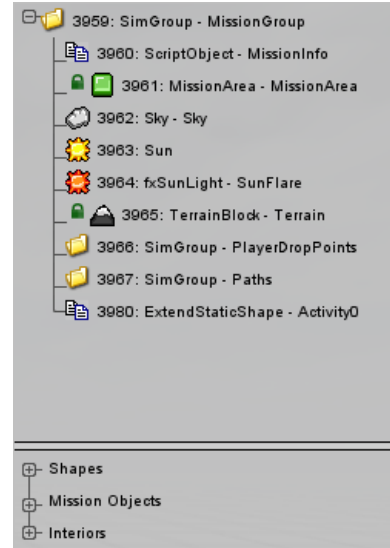 3959: SimGroup - MissionGroup
3960: ScriptObject - MissionInfo
3961: MissionArea - MissionArea
3962: Sky - Sky
3963: Sun
3964: fxSunLight - SunFlare
3965: TerrainBlock - Terrain
3966: SimGroup - PlayerDropPoints
3967: SimGroup - Paths
3980: ExtendStaticShape - Activity0
Shapes
Mission Objects
Interiors